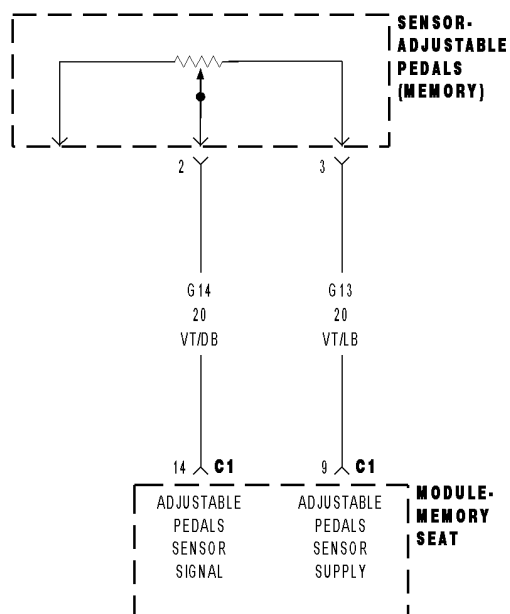 SENSOR-
ADJUSTABLE
PEDALS
(MEMORY)
2 3
G14 G13
20 20
VT/DB VT/LB
14 C1 9 C1
MODULE-
MEMORY
SEAT
ADJUSTABLE
PEDALS
SENSOR
SIGNAL
ADJUSTABLE
PEDALS
SENSOR
SUPPLY